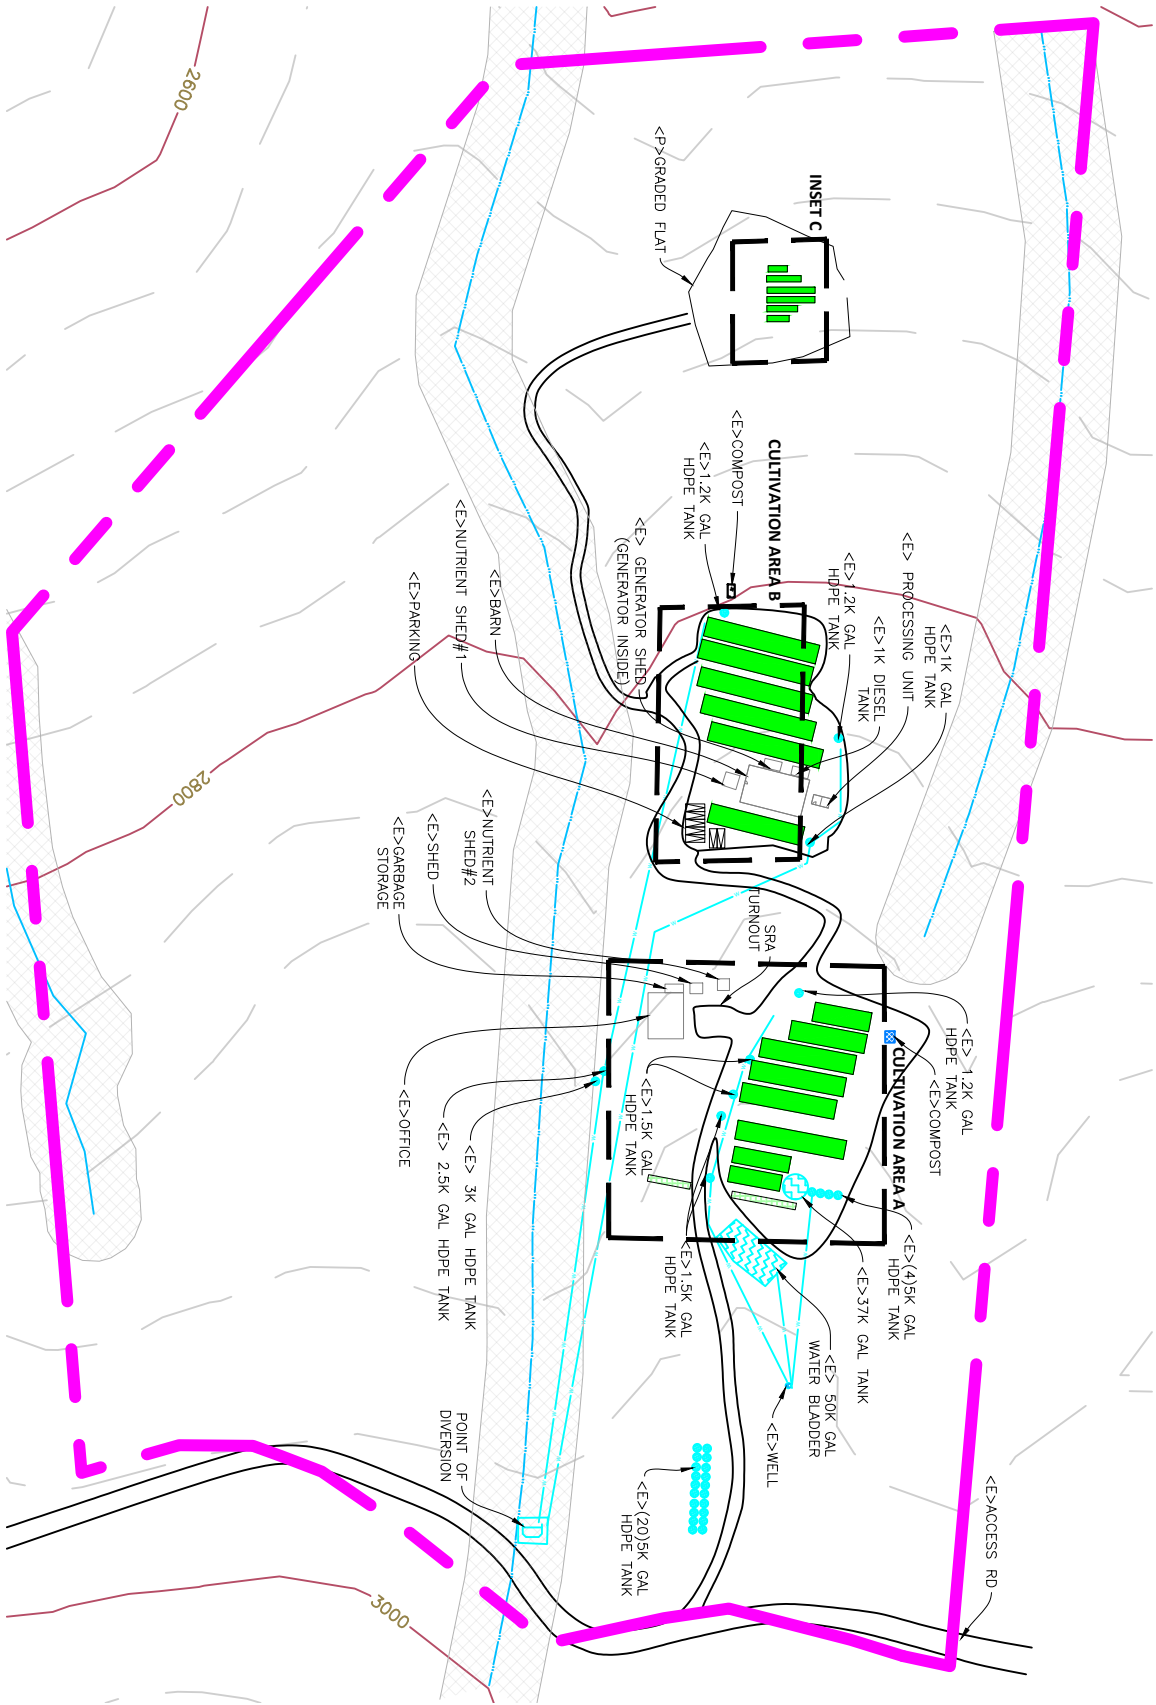 2600
<P>GRADED FLAT
INSET C
<E>COMPOST
<E>1.2K GAL
HDPE TANK
CULTIVATION AREA B
<E> GENERATOR SHED
(GENERATOR INSIDE)
<E>1.2K GAL
HDPE TANK
<E> PROCESSING UNIT
<E>1K DIESEL
TANK
<E>1K GAL
HDPE TANK
<E>BARN
<E>NUTRIENT SHED#1
<E>PARKING
2800
<E>NUTRIENT
SHED#2
<E>SHED
<E>GARBAGE
STORAGE
SRA
TURNOUT
<E> 1.2K GAL
HDPE TANK
<E>COMPOST
CULTIVATION AREA A
<E>OFFICE
<E> 2.5K GAL HDPE TANK
<E> 3K GAL HDPE TANK
<E>1.5K GAL
HDPE TANK
<E>1.5K GAL
HDPE TANK
<E>(4)5K GAL
HDPE TANK
<E>37K GAL TANK
<E> 50K GAL
WATER BLADDER
<E>WELL
POINT OF
DIVERSION
<E>(20)5K GAL
HDPE TANK
<E>ACCESS RD
3000